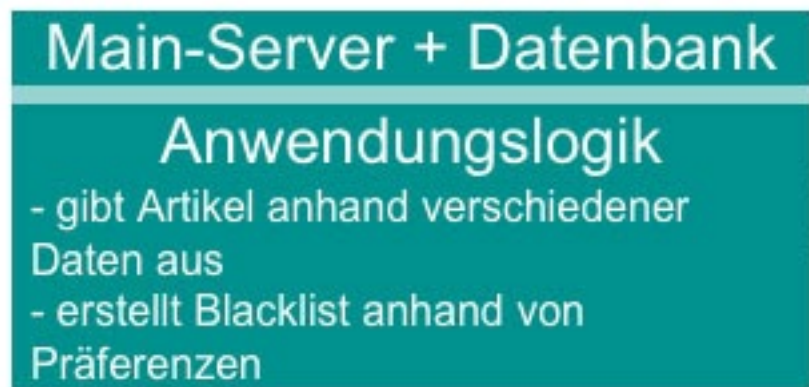 Main-Server + Datenbank
Anwendungslogik
- gibt Artikel anhand verschiedener
Daten aus
- erstellt Blacklist anhand von
Präferenzen